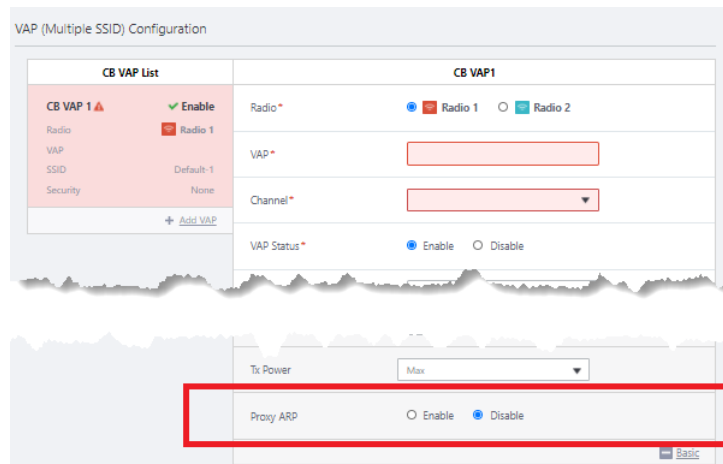 VAP (Multiple SSID) Configuration
CB VAP List
CB VAP 1 Enable
Radio Radio 1
VAP
SSID Default-1
Security None
+ Add VAP
CB VAP1
Radio* Radio 1 Radio 2
VAP*
Channel*
VAP Status* Enable Disable
Tx Power Max
Proxy ARP Enable Disable
Basic